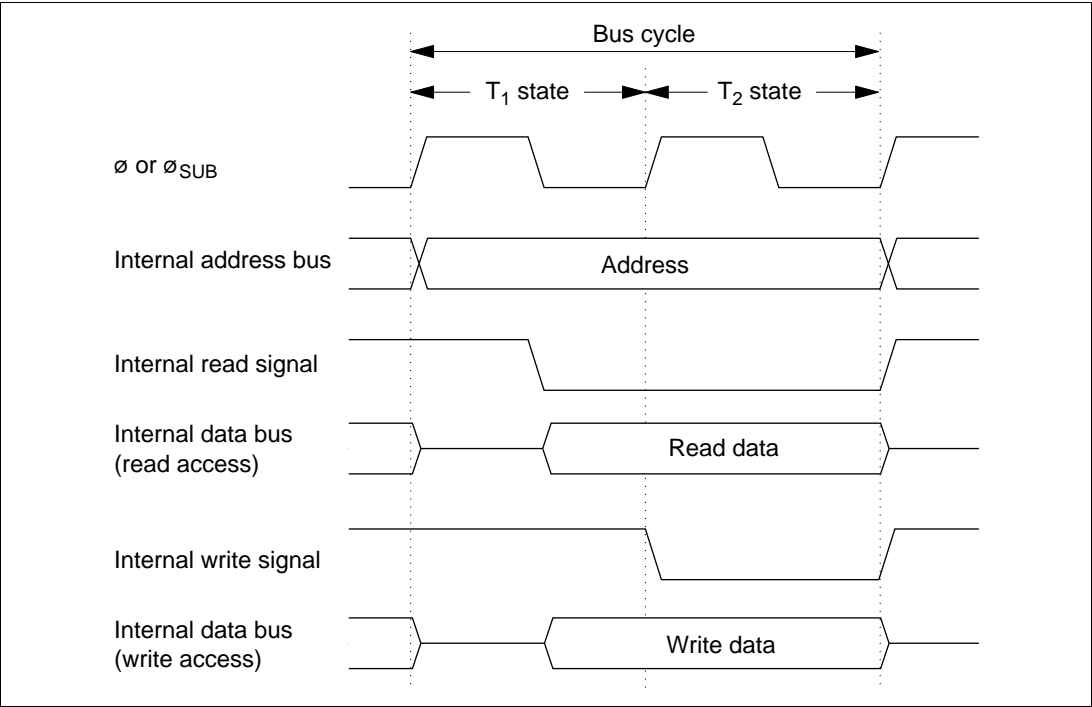 Bus cycle
T₁ state
T₂ state
ø or ø_SUB
Internal address bus
Address
Internal read signal
Internal data bus
(read access)
Read data
Internal write signal
Internal data bus
(write access)
Write data